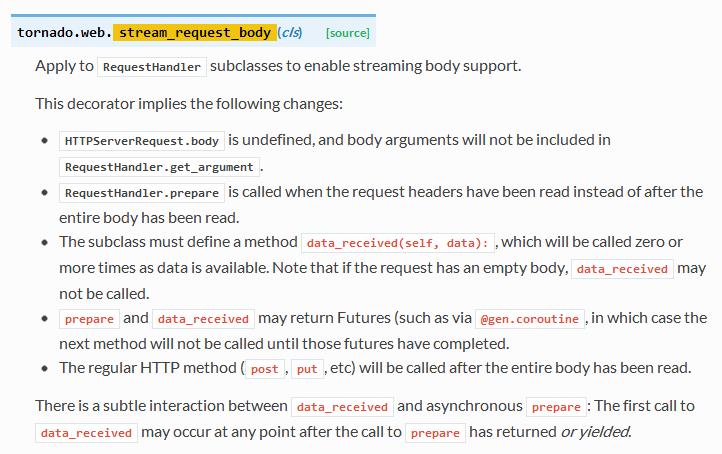 tornado.web.stream_request_body(cls) [source]
Apply to RequestHandler subclasses to enable streaming body support.
This decorator implies the following changes:
• HTTPServerRequest.body is undefined, and body arguments will not be included in
RequestHandler.get_argument.
• RequestHandler.prepare is called when the request headers have been read instead of after the
entire body has been read.
• The subclass must define a method data_received(self, data):, which will be called zero or
more times as data is available. Note that if the request has an empty body, data_received may
not be called.
• prepare and data_received may return Futures (such as via @gen.coroutine, in which case the
next method will not be called until those futures have completed.
• The regular HTTP method (post, put, etc) will be called after the entire body has been read.
There is a subtle interaction between data_received and asynchronous prepare: The first call to
data_received may occur at any point after the call to prepare has returned or yielded.